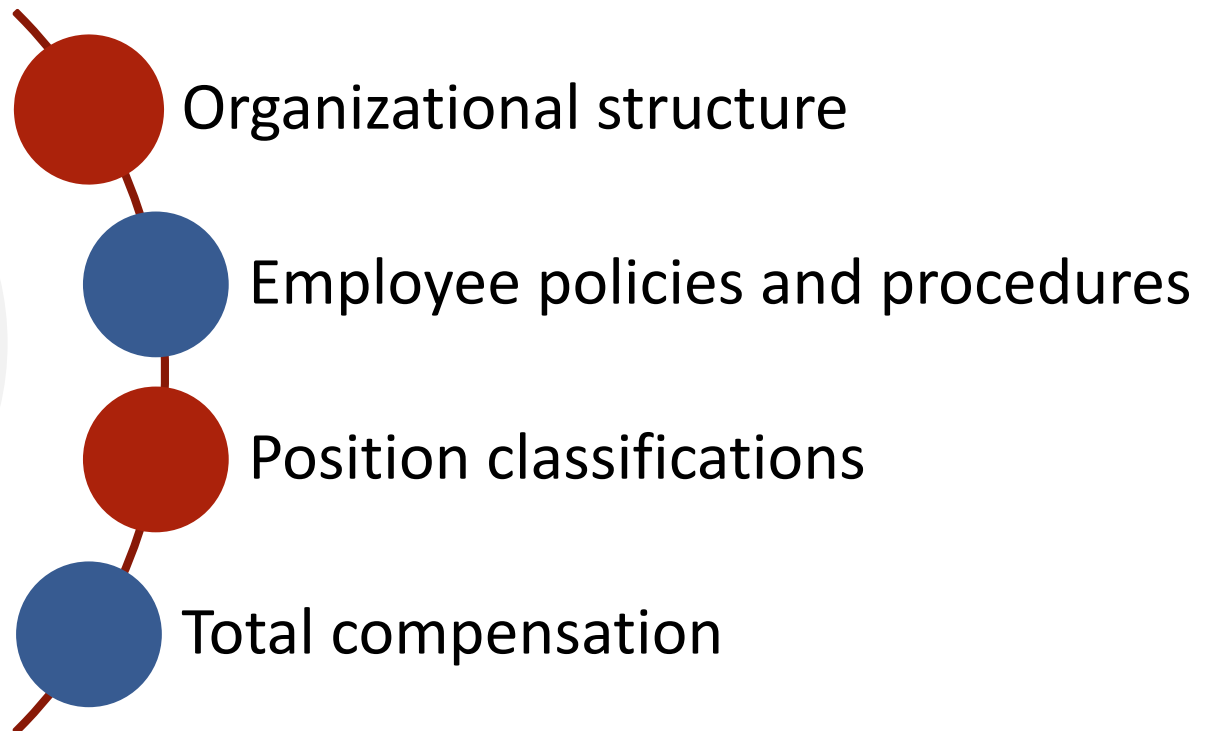 Organizational structure
Employee policies and procedures
Position classifications
Total compensation